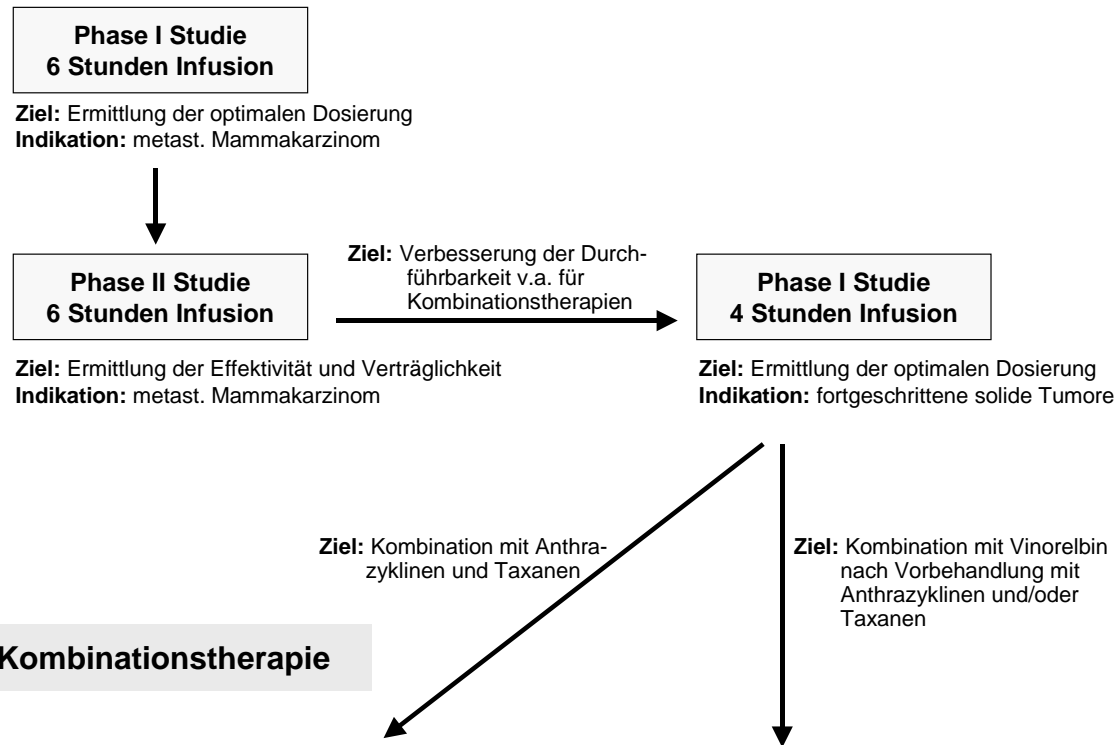 Phase I Studie
6 Stunden Infusion
Ziel: Ermittlung der optimalen Dosierung
Indikation: metast. Mammakarzinom
Phase II Studie
6 Stunden Infusion
Ziel: Ermittlung der Effektivität und Verträglichkeit
Indikation: metast. Mammakarzinom
Ziel: Verbesserung der Durch-
führbarkeit v.a. für
Kombinationstherapien
Phase I Studie
4 Stunden Infusion
Ziel: Ermittlung der optimalen Dosierung
Indikation: fortgeschrittene solide Tumore
Ziel: Kombination mit Anthra-
zyklinen und Taxanen
Ziel: Kombination mit Vinorelbin
nach Vorbehandlung mit
Anthrazyklinen und/oder
Taxanen
Kombinationstherapie